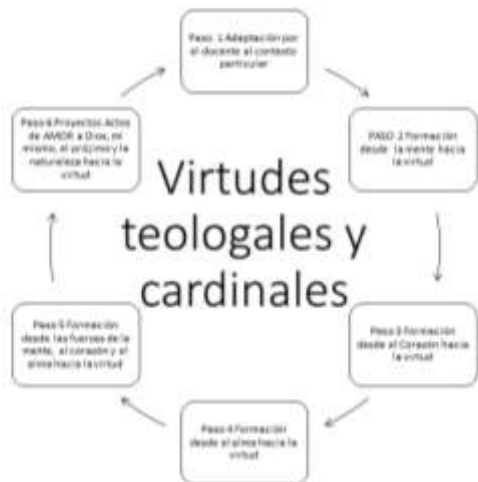 Paso 1 Adaptación por
el docente al contexto
particular
PASO 2 Formación
desde la mente hacia
la virtud
Paso 3 Formación
desde el Corazón hacia
la virtud
Paso 4 Formación
desde el alma hacia la
virtud
Paso 5 Formación
desde las fuerzas de la
mente, el corazón y el
alma hacia la virtud
Paso 6 Proyectos Actos
de AMOR a Dios, mi
mismo, el prójimo y la
naturaleza hacia la
virtud
Virtudes
teologales y
cardinales